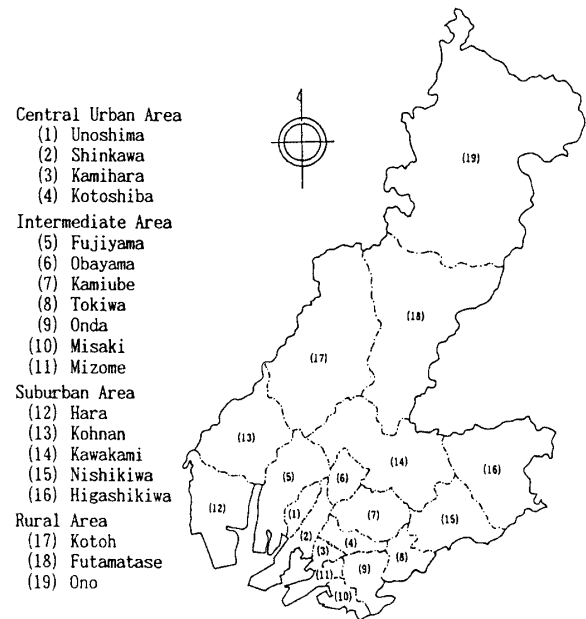 Central Urban Area
(1) Unoshima
(2) Shinkawa
(3) Kamihara
(4) Kotoshiba
Intermediate Area
(5) Fujiyama
(6) Obayama
(7) Kamiube
(8) Tokiwa
(9) Onda
(10) Misaki
(11) Mizome
Suburban Area
(12) Hara
(13) Kohnan
(14) Kawakami
(15) Nishikiwa
(16) Higashikiwa
Rural Area
(17) Kotoh
(18) Futamatase
(19) Ono
(19)
(18)
(17)
(13)
(14)
(16)
(5)
(6)
(12)
(1)
(7)
(15)
(2)
(4)
(3)
(8)
(9)
(11)
(10)